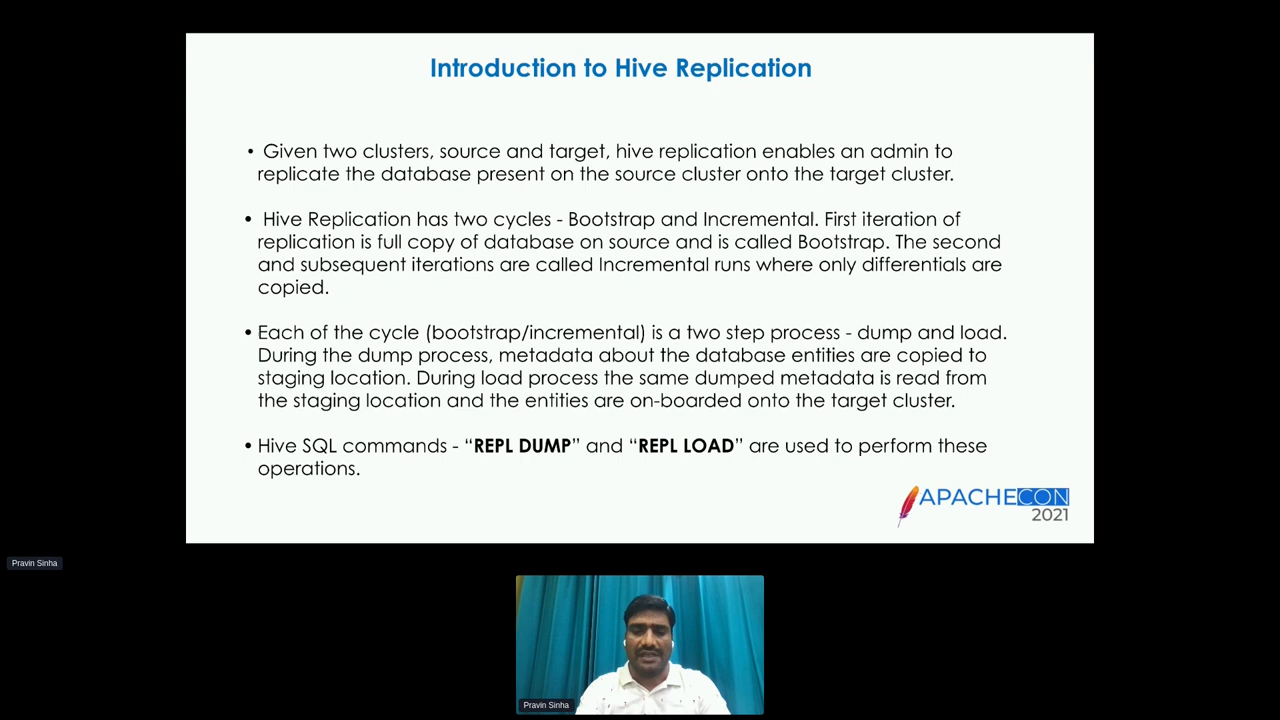 Introduction to Hive Replication
• Given two clusters, source and target, hive replication enables an admin to
replicate the database present on the source cluster onto the target cluster.
• Hive Replication has two cycles - Bootstrap and Incremental. First iteration of
replication is full copy of database on source and is called Bootstrap. The second
and subsequent iterations are called Incremental runs where only differentials are
copied.
• Each of the cycle (bootstrap/incremental) is a two step process - dump and load.
During the dump process, metadata about the database entities are copied to
staging location. During load process the same dumped metadata is read from
the staging location and the entities are on-boarded onto the target cluster.
• Hive SQL commands - “REPL DUMP” and “REPL LOAD” are used to perform these
operations.
APACHECON
2021
Pravin Sinha
Pravin Sinha